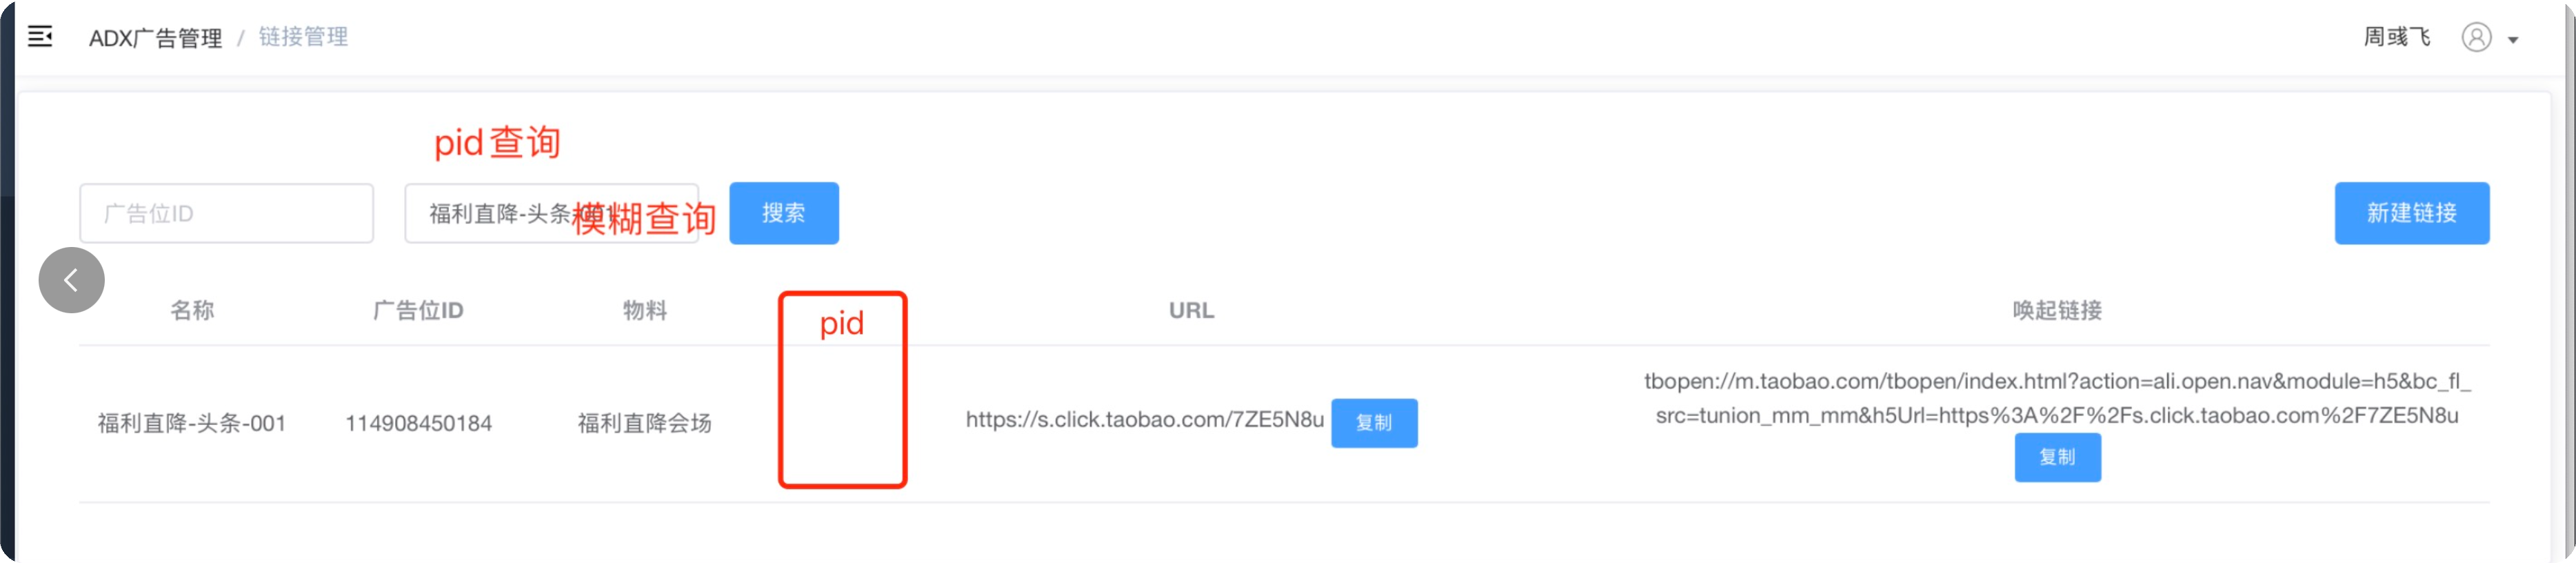 ADX广告管理 / 链接管理
周彧飞
pid查询
广告位ID
福利直降-头条-001
模糊查询
搜索
新建链接
名称 广告位ID 物料 pid URL 唤起链接
福利直降-头条-001 114908450184 福利直降会场 https://s.click.taobao.com/7ZE5N8u 复制
tbopen://m.taobao.com/tbopen/index.html?action=ali.open.nav&module=h5&bc_fl_
src=tunion_mm_mm&h5Url=https%3A%2F%2Fs.click.taobao.com%2F7ZE5N8u
复制